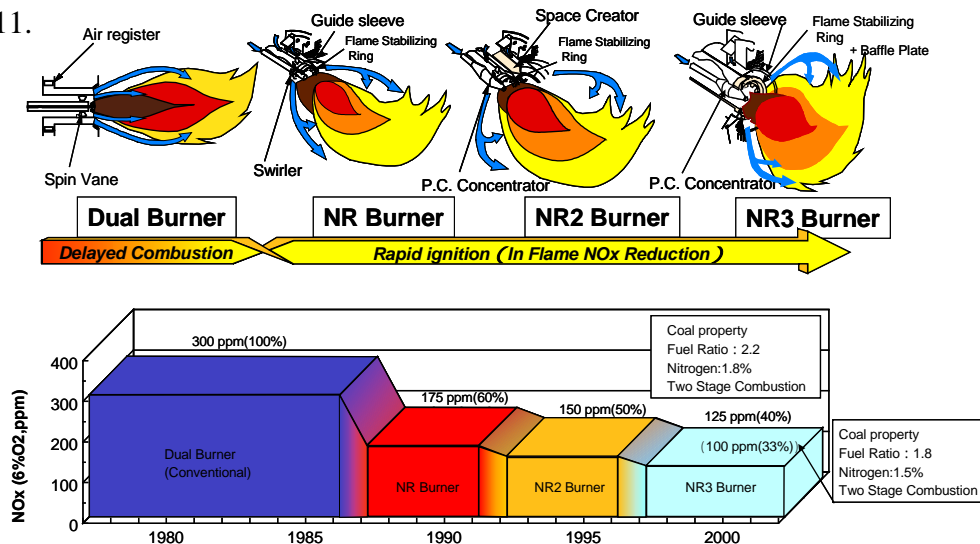 11.
Air register
Guide sleeve
Flame Stabilizing
Ring
Space Creator
Flame Stabilizing
Ring
Guide sleeve
Flame Stabilizing
Ring
+ Baffle Plate
Spin Vane
Swirler
P.C. Concentrator
P.C. Concentrator
Dual Burner
NR Burner
NR2 Burner
NR3 Burner
Delayed Combustion
Rapid ignition ( In Flame NOx Reduction )
NOx (6%O2,ppm)
400
300
200
100
0
300 ppm(100%)
175 ppm(60%)
150 ppm(50%)
125 ppm(40%)
(100 ppm(33%))
Dual Burner
(Conventional)
NR Burner
NR2 Burner
NR3 Burner
Coal property
Fuel Ratio : 2.2
Nitrogen:1.8%
Two Stage Combustion
Coal property
Fuel Ratio : 1.8
Nitrogen:1.5%
Two Stage Combustion
1980
1985
1990
1995
2000